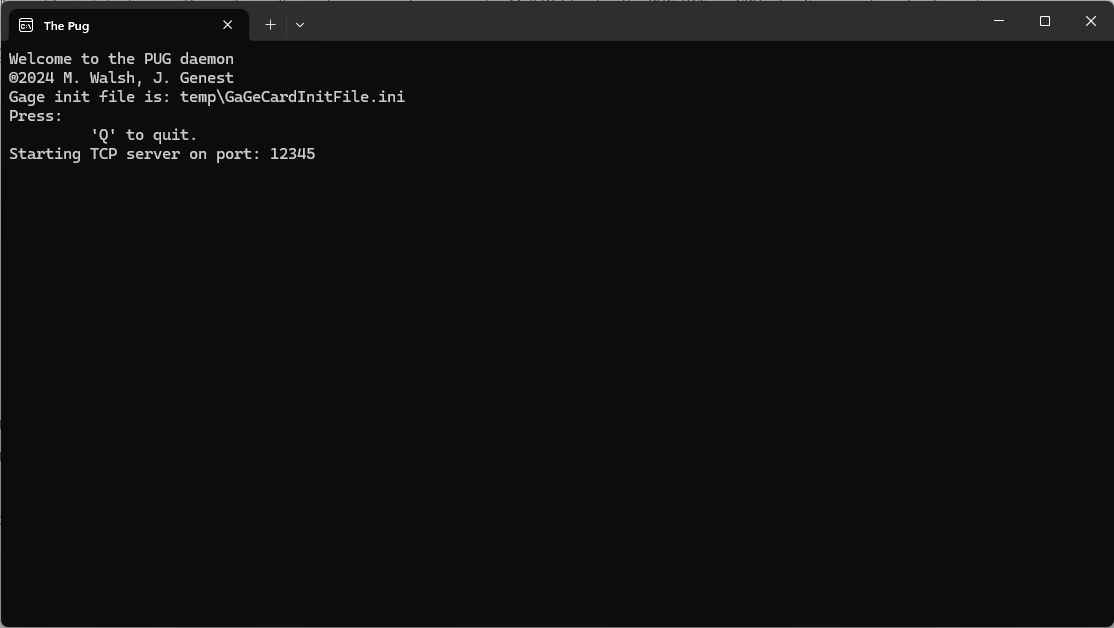 The Pug
Welcome to the PUG daemon
©2024 M. Walsh, J. Genest
Gage init file is: temp\GaGeCardInitFile.ini
Press:
'Q' to quit.
Starting TCP server on port: 12345